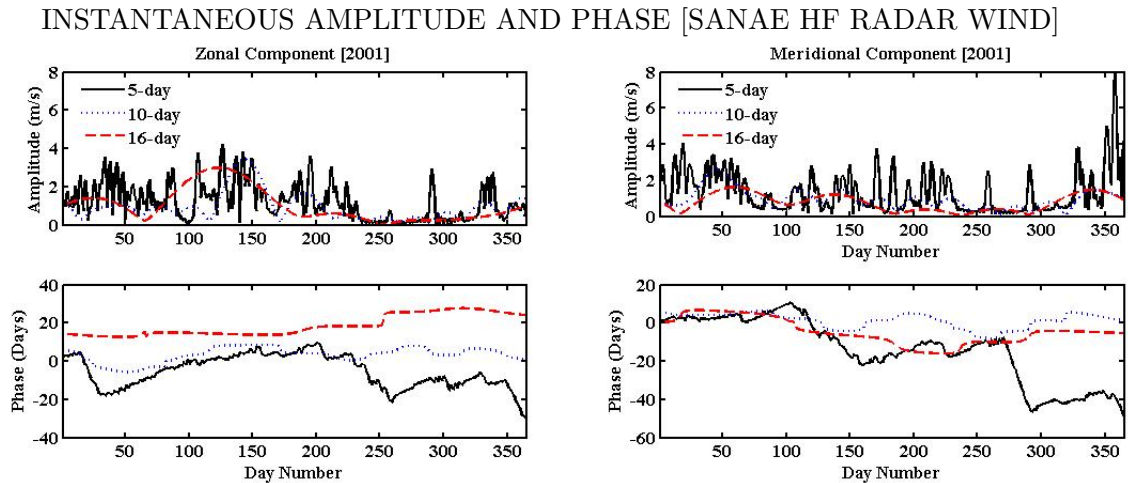 INSTANTANEOUS AMPLITUDE AND PHASE [SANAE HF RADAR WIND]
Zonal Component [2001]
Amplitude (m/s)
8
6
4
2
0
5-day
10-day
16-day
50 100 150 200 250 300 350
Meridional Component [2001]
Amplitude (m/s)
8
6
4
2
0
5-day
10-day
16-day
50 100 150 200 250 300 350
Day Number
Phase (Days)
40
20
0
-20
-40
50 100 150 200 250 300 350
Day Number
Phase (Days)
20
0
-20
-40
-60
50 100 150 200 250 300 350
Day Number